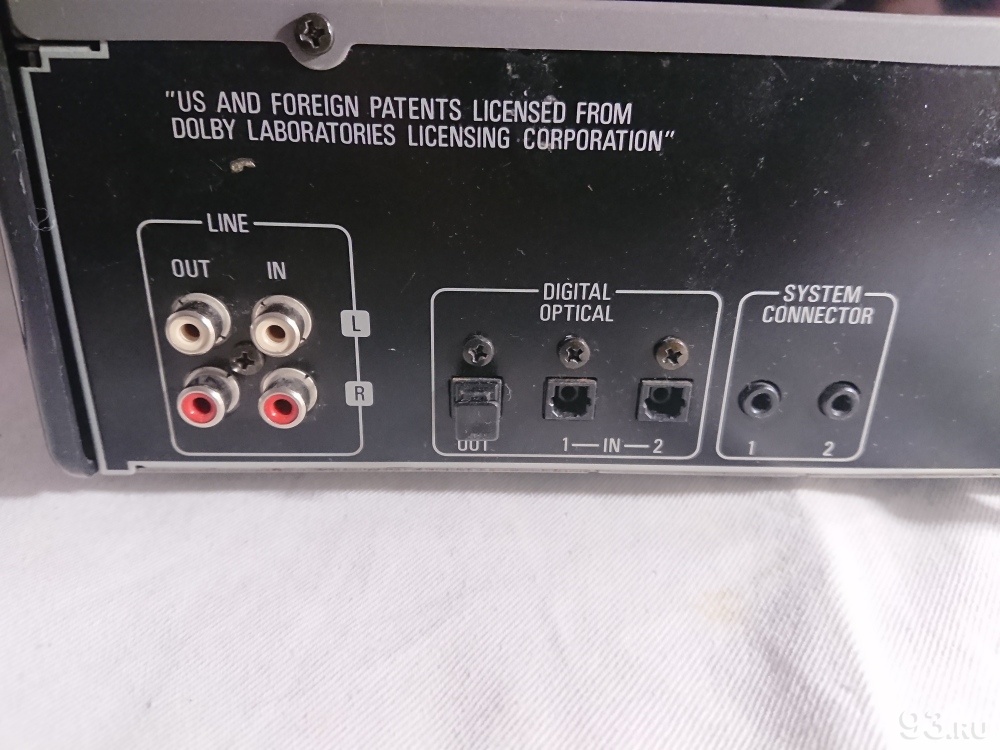 "US AND FOREIGN PATENTS LICENSED FROM
DOLBY LABORATORIES LICENSING CORPORATION"
LINE
OUT IN
L
R
DIGITAL
OPTICAL
OUT 1 IN 2
SYSTEM
CONNECTOR
1 2
93.RU